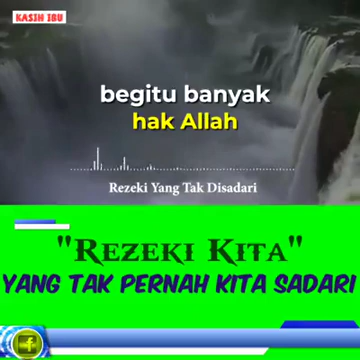 KASIH IBU
begitu banyak
hak Allah
Rezeki Yang Tak Disadari
"REZEKI KITA"
YANG TAK PERNAH KITA SADARI
f